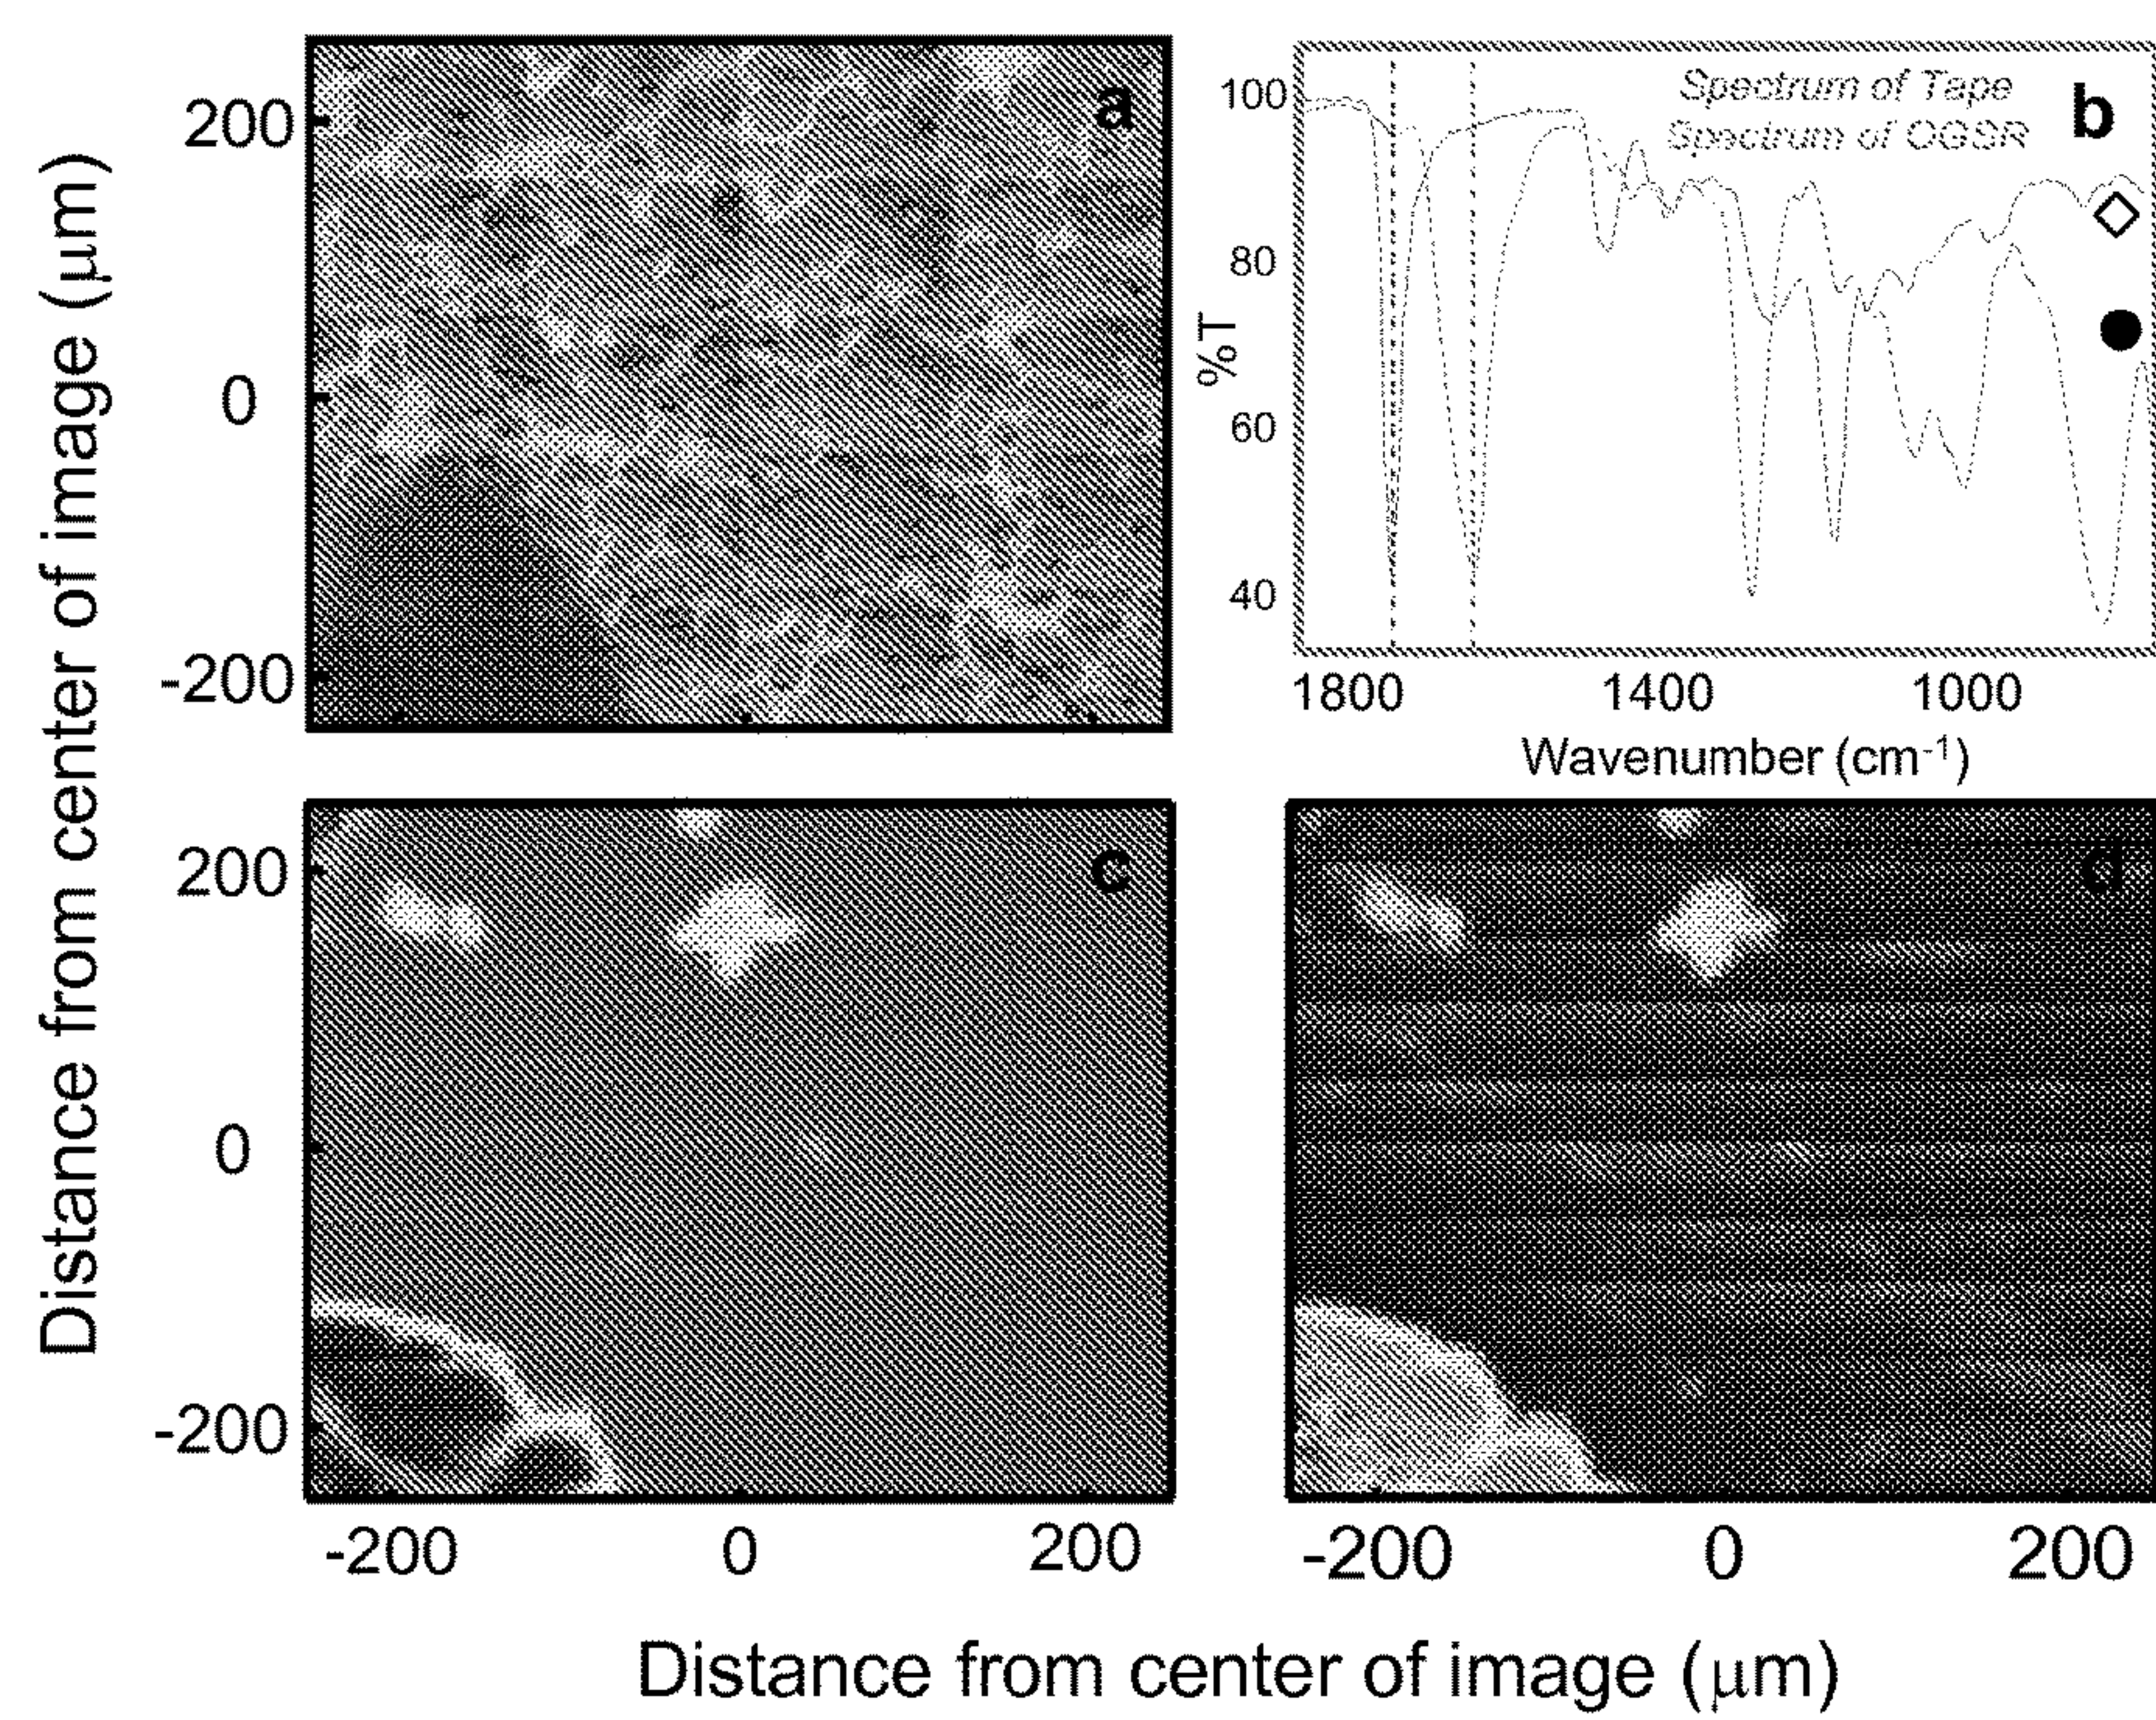 Distance from center of image (μm)
200
0
-200
a
100
80
60
40
%T
Spectrum of Tape
Spectrum of OGSR
b
1800 1400 1000
Wavenumber (cm-1)
200
0
-200
c
d
-200 0 200
-200 0 200
Distance from center of image (μm)